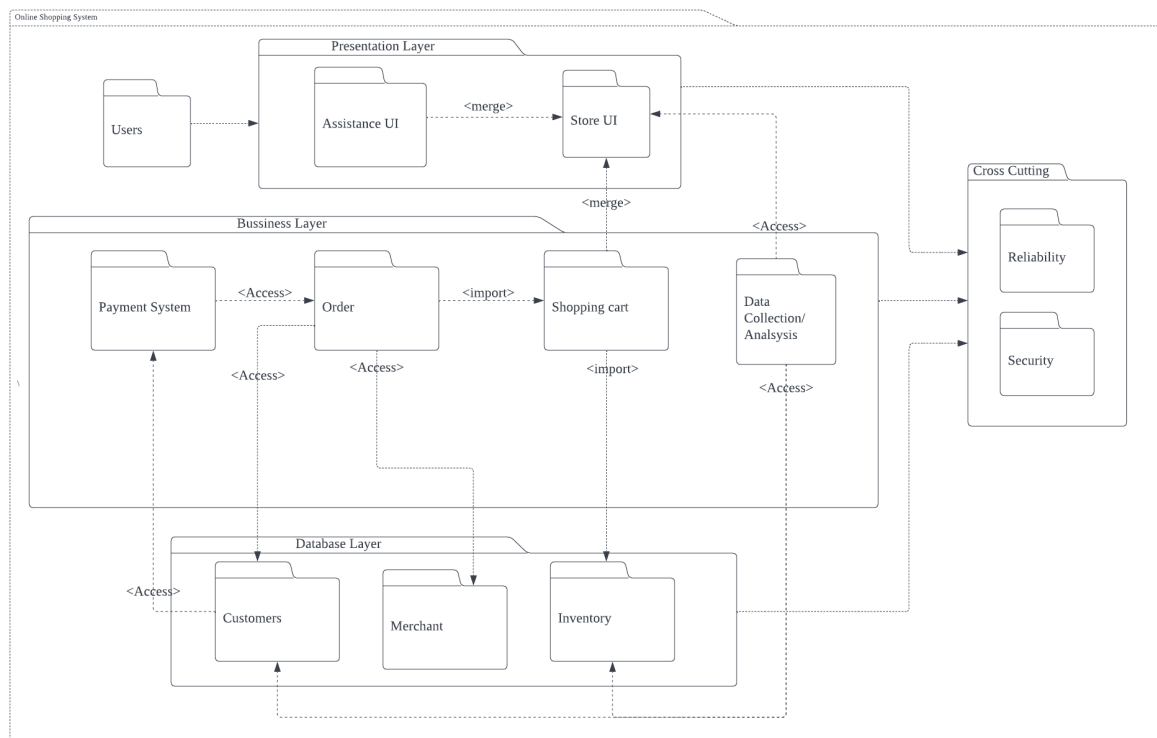 Online Shopping System
Presentation Layer
Users
Assistance UI
<merge>
Store UI
<merge>
<Access>
Cross Cutting
Reliability
Security
Bussiness Layer
Payment System
<Access>
Order
<import>
Shopping cart
Data
Collection/
Analsysis
<Access>
<Access>
<import>
<Access>
\
Database Layer
<Access>
Customers
Merchant
Inventory